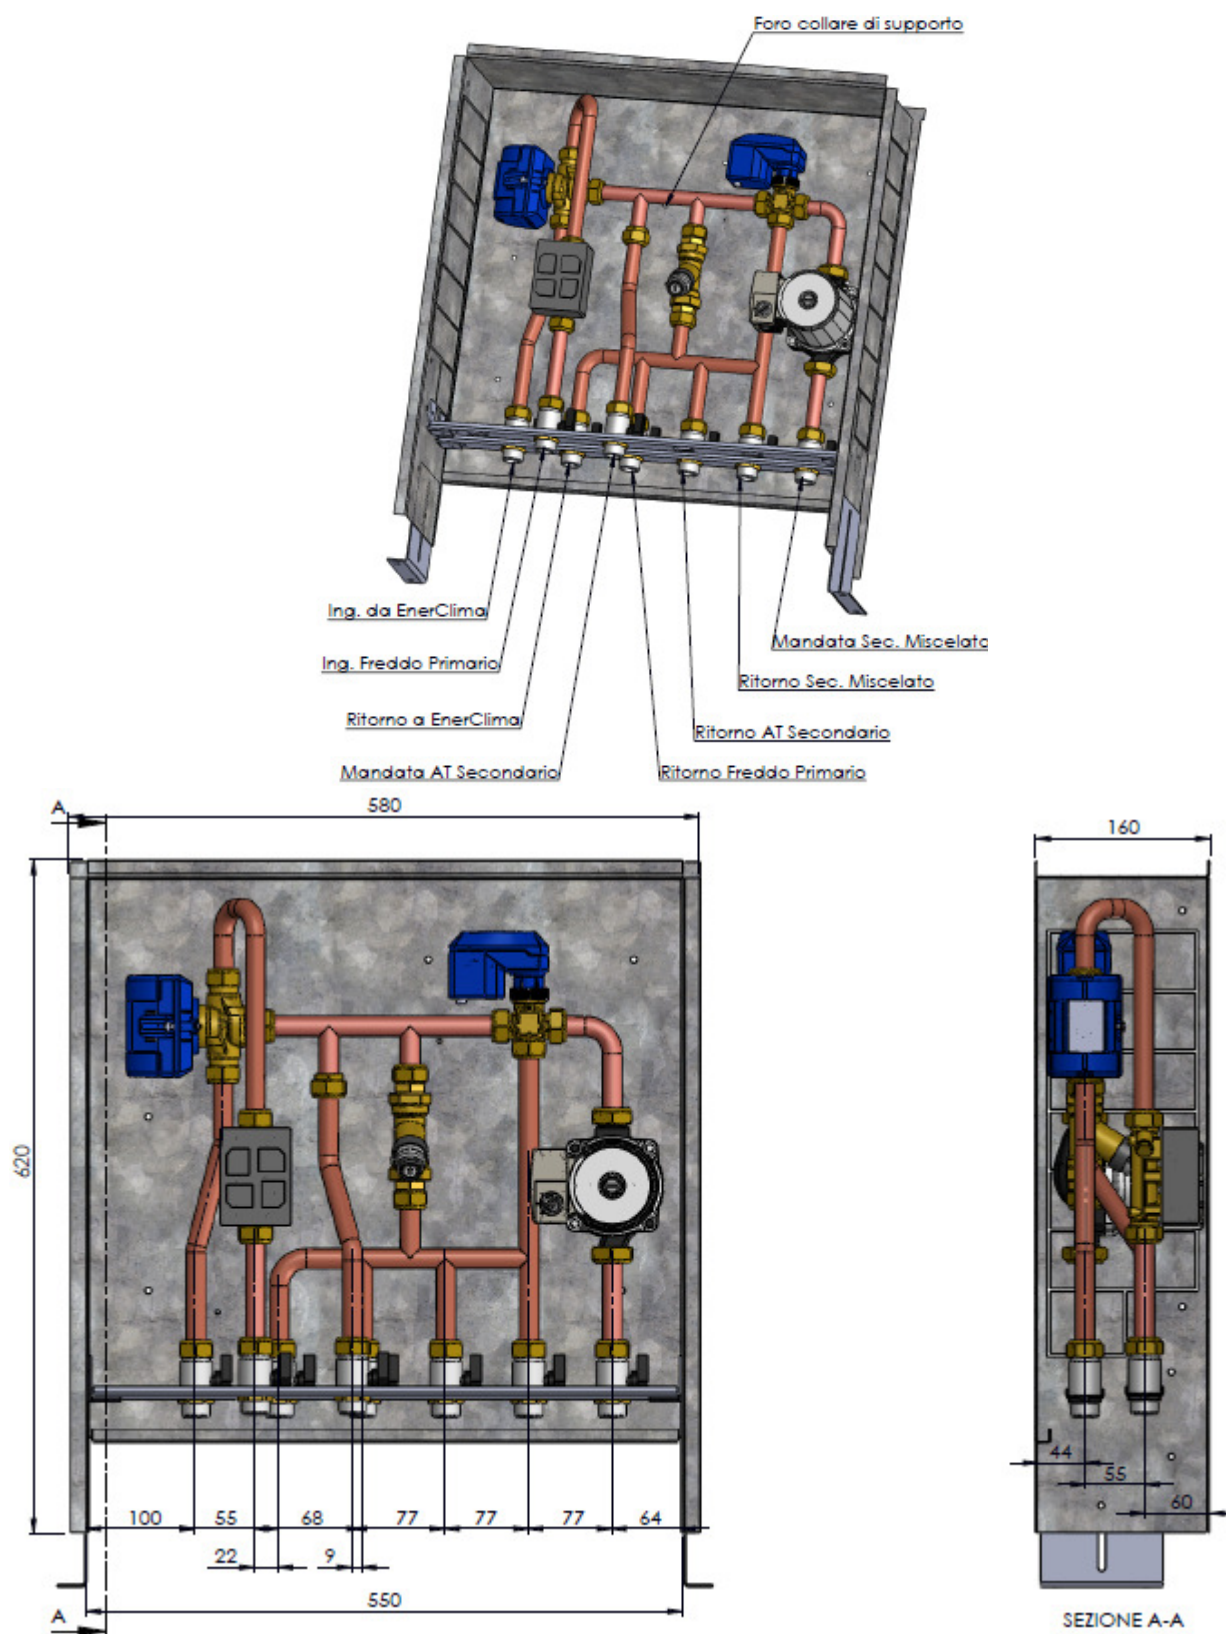 Foro collare di supporto
Ing. da EnerClima
Mandata Sec. Miscelato
Ing. Freddo Primario
Ritorno Sec. Miscelato
Ritorno a EnerClima
Ritorno AT Secondario
Mandata AT Secondario
Ritorno Freddo Primario
A
580
160
620
44
55
60
100
55
68
77
77
77
64
22
9
550
A
SEZIONE A-A